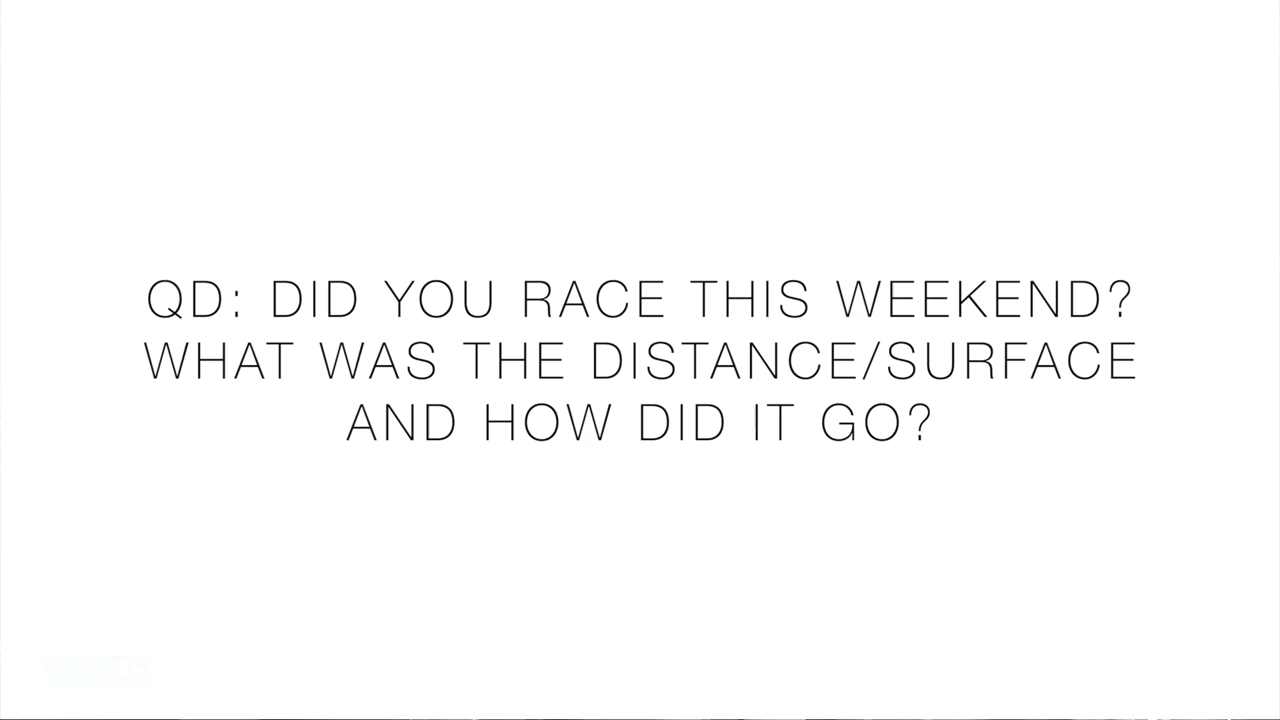 QD: DID YOU RACE THIS WEEKEND?
WHAT WAS THE DISTANCE/SURFACE
AND HOW DID IT GO?